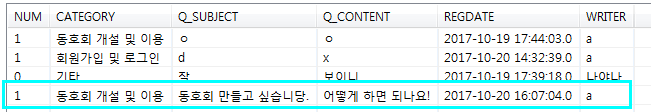 NUM CATEGORY Q_SUBJECT Q_CONTENT REGDATE WRITER
1 동호회 개설 및 이용 ㅇ ㅇ 2017-10-19 17:44:03.0 a
1 회원가입 및 로그인 d x 2017-10-20 14:32:39.0 a
0 기타 잘 보이니 2017-10-19 17:39:18.0 나야나
1 동호회 개설 및 이용 동호회 만들고 싶습니당. 어떻게 하면 되나요! 2017-10-20 16:07:04.0 a